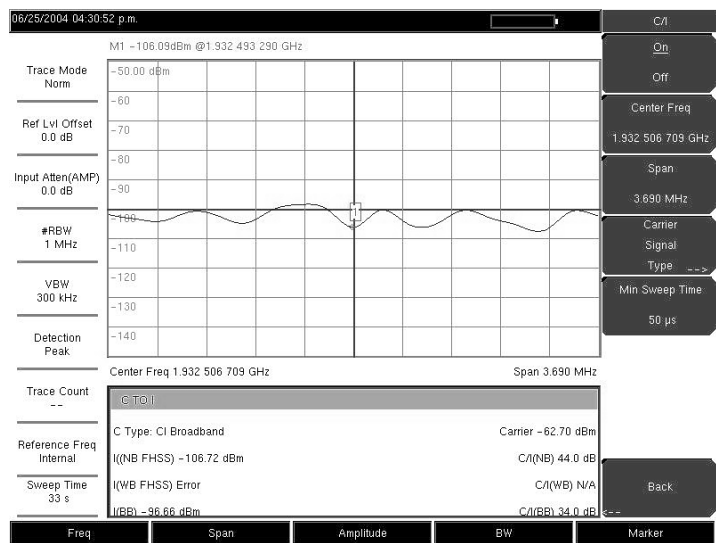 06/25/2004 04:30:52 p.m.
C/I
M1 -106.09dBm @1.932 493 290 GHz
On
Off
Trace Mode
Norm
-50.00 dBm
-60
-70
-80
-90
-100
-110
-120
-130
-140
1
Ref Lvl Offset
0.0 dB
Input Atten(AMP)
0.0 dB
#RBW
1 MHz
VBW
300 kHz
Detection
Peak
Trace Count
--
Reference Freq
Internal
Sweep Time
33 s
Center Freq
1.932 506 709 GHz
Span
3.690 MHz
Carrier
Signal
Type -->
Min Sweep Time
50 µs
Center Freq 1.932 506 709 GHz Span 3.690 MHz
C TO I
C Type: CI Broadband Carrier -62.70 dBm
I((NB FHSS) -106.72 dBm C/I(NB) 44.0 dB
I(WB FHSS) Error C/I(WB) N/A
I(BB) -96.66 dBm C/I(BB) 34.0 dB
Back
<--
Freq Span Amplitude BW Marker